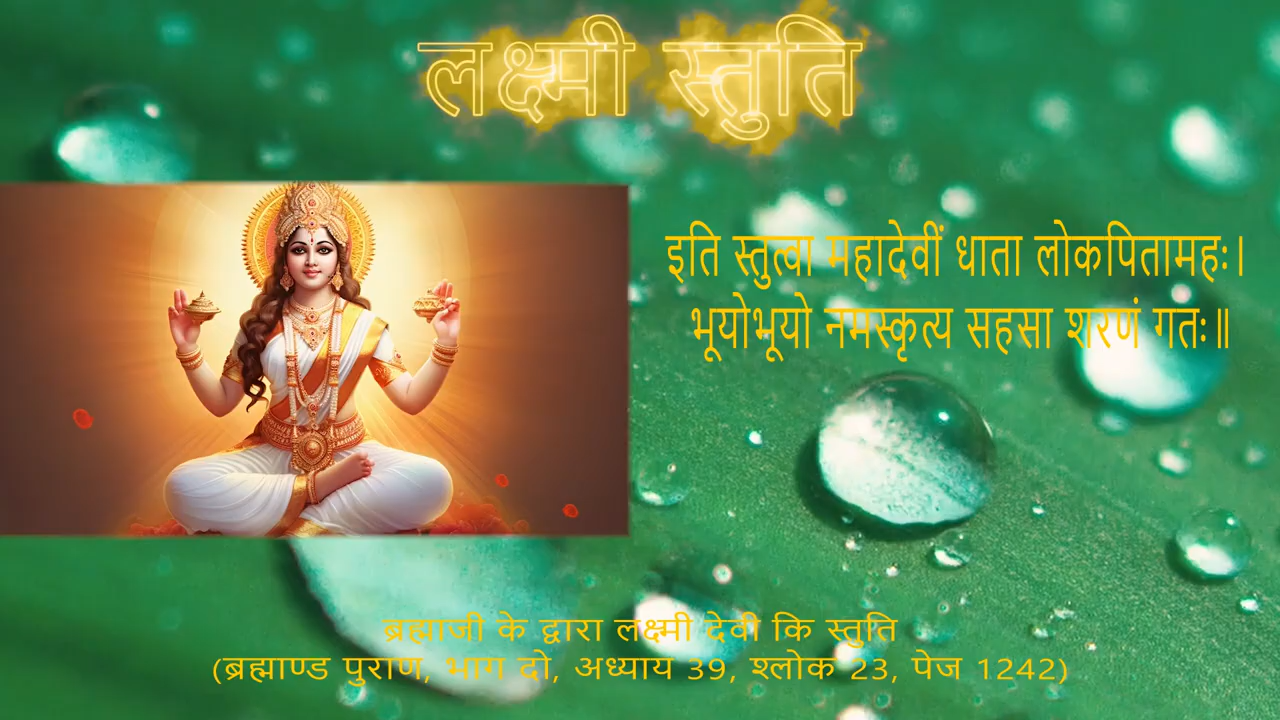 लक्ष्मी स्तुति
इति स्तुत्वा महादेवीं धाता लोकपितामहः।
भूयोभूयो नमस्कृत्य सहसा शरणं गतः॥
ब्रह्माजी के द्वारा लक्ष्मी देवी कि स्तुति
(ब्रह्माण्ड पुराण, भाग दो, अध्याय 39, श्लोक 23, पेज 1242)